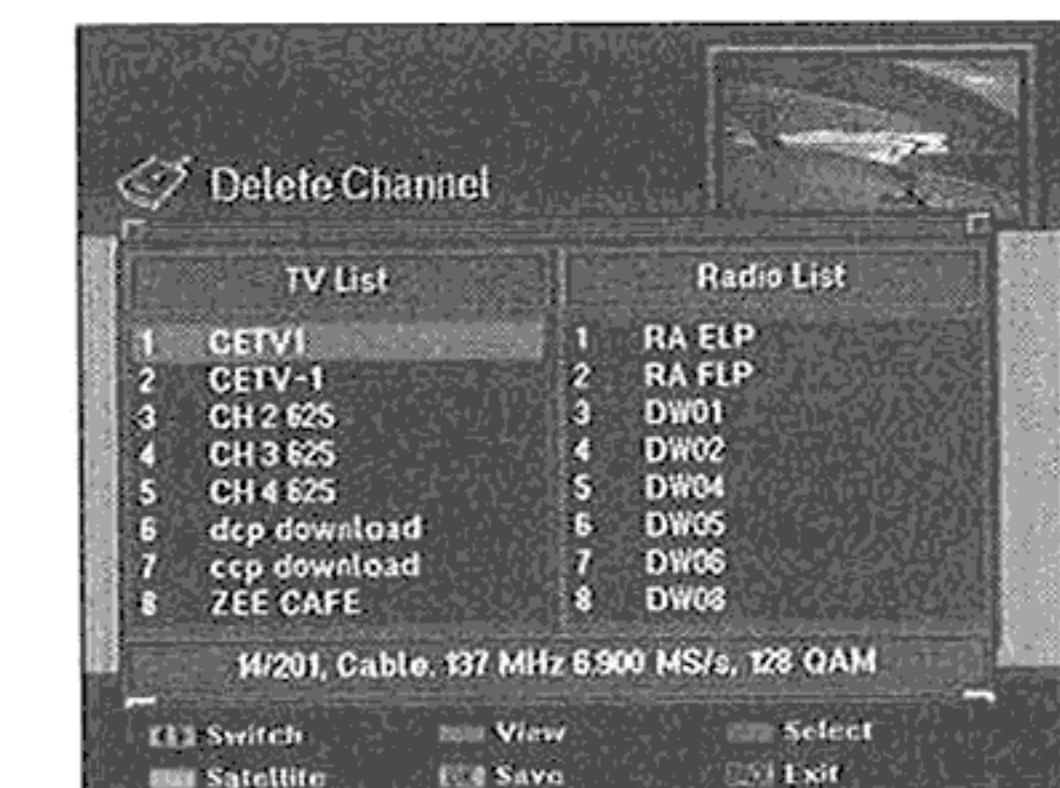 Delete Channel
TV List
1 CETV1
2 CETV-1
3 CH 2 625
4 CH 3 625
5 CH 4 625
6 dcp download
7 ccp download
8 ZEE CAFE
Radio List
1 RA ELP
2 RA FLP
3 DW01
4 DW02
5 DW04
6 DW05
7 DW06
8 DW08
14/201, Cable, 137 MHz 6.900 MS/s, 128 QAM
Switch View Select
Satellite Save Exit